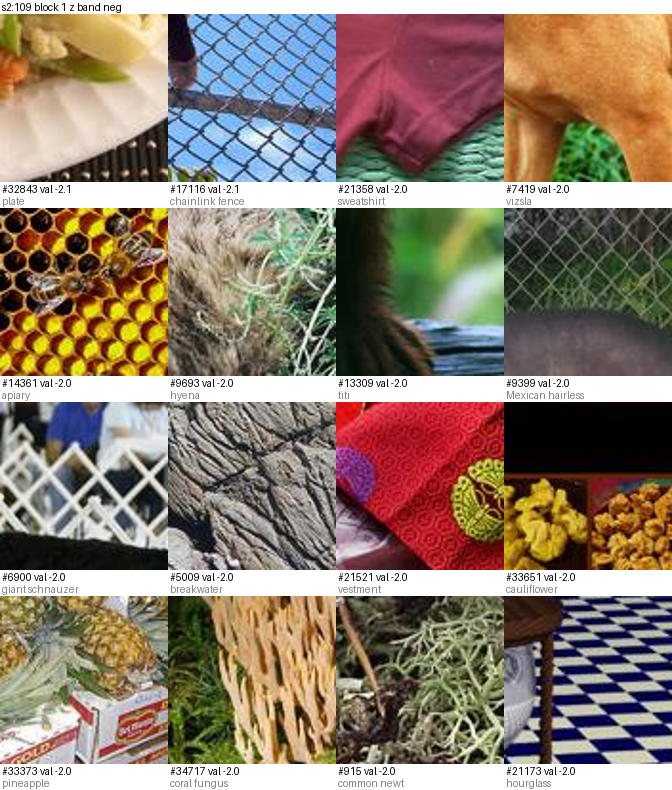 s2:109 block 1 z band neg
#32843 val -2.1
plate
#17116 val -2.1
chainlink fence
#21358 val -2.0
sweatshirt
#7419 val -2.0
vizsla
#14361 val -2.0
apiary
#9693 val -2.0
hyena
#13309 val -2.0
titi
#9399 val -2.0
Mexican hairless
#6900 val -2.0
giant schnauzer
#5009 val -2.0
breakwater
#21521 val -2.0
vestment
#33651 val -2.0
cauliflower
Del Monte
GOLD
#33373 val -2.0
pineapple
#34717 val -2.0
coral fungus
#915 val -2.0
common newt
#21173 val -2.0
hourglass